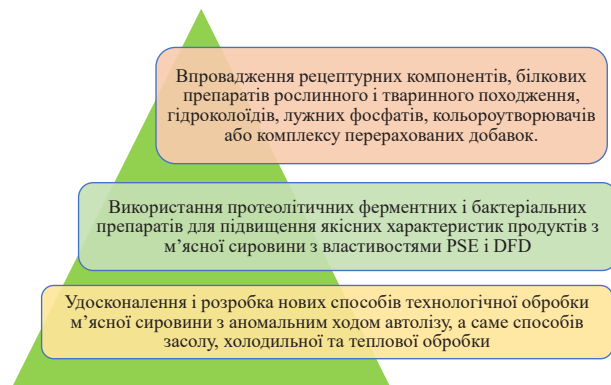 Впровадження рецептурних компонентів, білкових
препаратів рослинного і тваринного походження,
гідроколоїдів, лужних фосфатів, кольороутворювачів
або комплексу перерахованих добавок.
Використання протеолітичних ферментних і бактеріальних
препаратів для підвищення якісних характеристик продуктів з
м’ясної сировини з властивостями PSE і DFD
Удосконалення і розробка нових способів технологічної обробки
м’ясної сировини з аномальним ходом автолізу, а саме способів
засолу, холодильної та теплової обробки